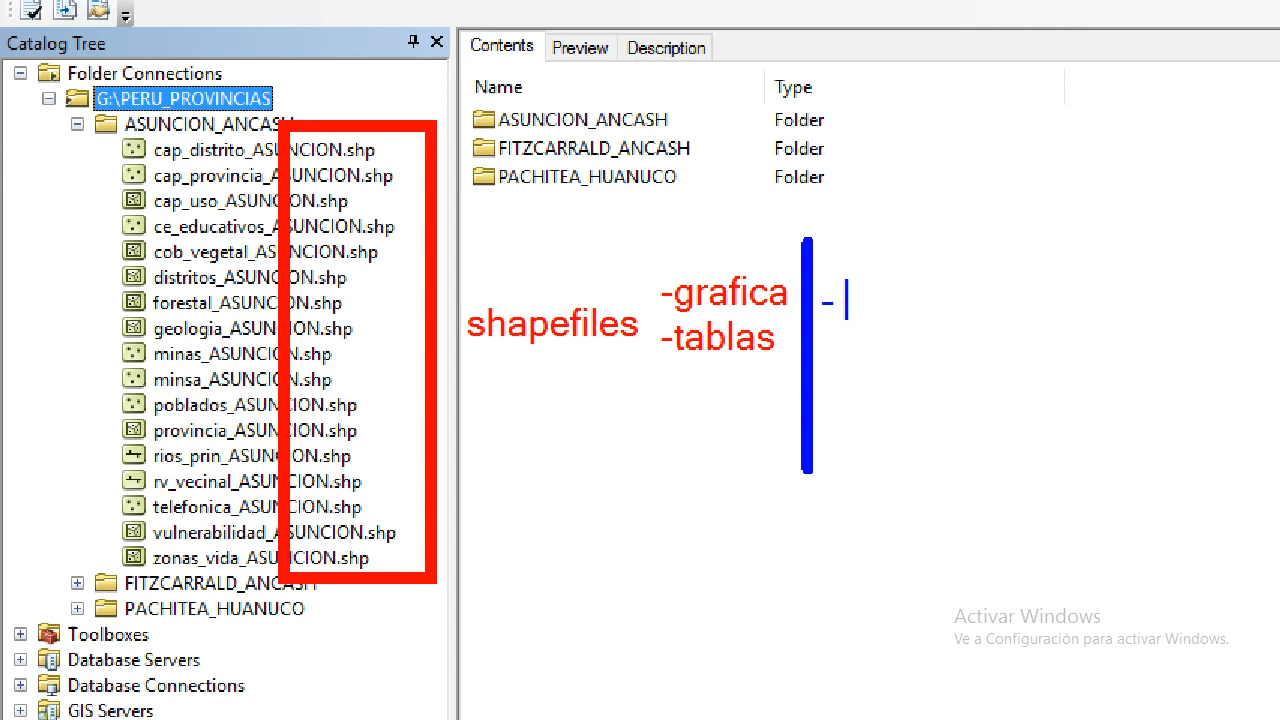 Catalog Tree
Folder Connections
G:\PERU_PROVINCIAS
ASUNCION_ANCASH
cap_distrito_ASUNCION.shp
cap_provincia_ASUNCION.shp
cap_uso_ASUNCION.shp
ce_educativos_ASUNCION.shp
cob_vegetal_ASUNCION.shp
distritos_ASUNCION.shp
forestal_ASUNCION.shp
geologia_ASUNCION.shp
minas_ASUNCION.shp
minsa_ASUNCION.shp
poblados_ASUNCION.shp
provincia_ASUNCION.shp
rios_prin_ASUNCION.shp
rv_vecinal_ASUNCION.shp
telefonica_ASUNCION.shp
vulnerabilidad_ASUNCION.shp
zonas_vida_ASUNCION.shp
FITZCARRALD_ANCASH
PACHITEA_HUANUCO
Toolboxes
Database Servers
Database Connections
GIS Servers
Contents Preview Description
Name Type
ASUNCION_ANCASH Folder
FITZCARRALD_ANCASH Folder
PACHITEA_HUANUCO Folder
shapefiles
-grafica
-tablas
-
Activar Windows
Ve a Configuración para activar Windows.